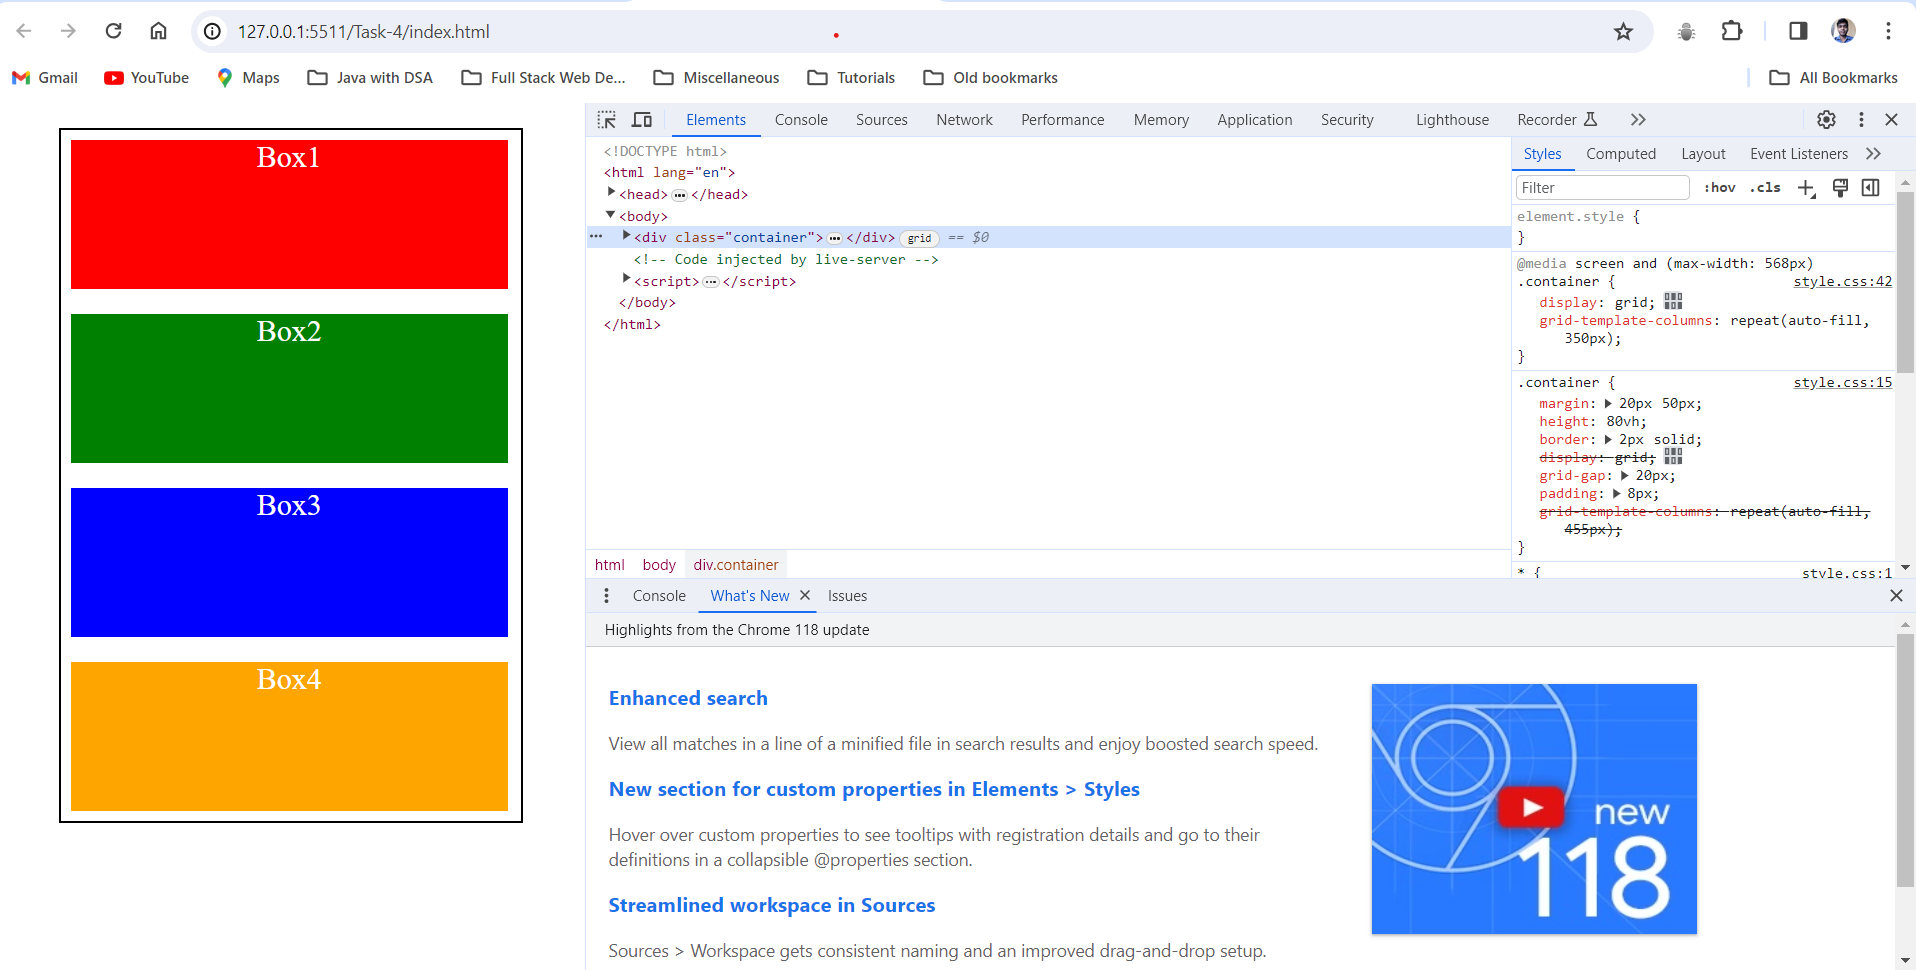 127.0.0.1:5511/Task-4/index.html
Gmail YouTube Maps Java with DSA Full Stack Web De... Miscellaneous Tutorials Old bookmarks All Bookmarks
Box1
Box2
Box3
Box4
Elements Console Sources Network Performance Memory Application Security Lighthouse Recorder
<!DOCTYPE html>
<html lang="en">
<head> ... </head>
<body>
... <div class="container"> ... </div> grid == $0
<!-- Code injected by live-server -->
<script> ... </script>
</body>
</html>
html body div.container
Styles Computed Layout Event Listeners
Filter :hov .cls
element.style {
}
@media screen and (max-width: 568px)
.container { style.css:42
display: grid;
grid-template-columns: repeat(auto-fill,
350px);
}
.container { style.css:15
margin: 20px 50px;
height: 80vh;
border: 2px solid;
display: grid;
grid-gap: 20px;
padding: 8px;
grid-template-columns: repeat(auto-fill,
455px);
}
* { style.css:1
Console What's New Issues
Highlights from the Chrome 118 update
Enhanced search
View all matches in a line of a minified file in search results and enjoy boosted search speed.
New section for custom properties in Elements > Styles
Hover over custom properties to see tooltips with registration details and go to their
definitions in a collapsible @properties section.
Streamlined workspace in Sources
Sources > Workspace gets consistent naming and an improved drag-and-drop setup.
new
118